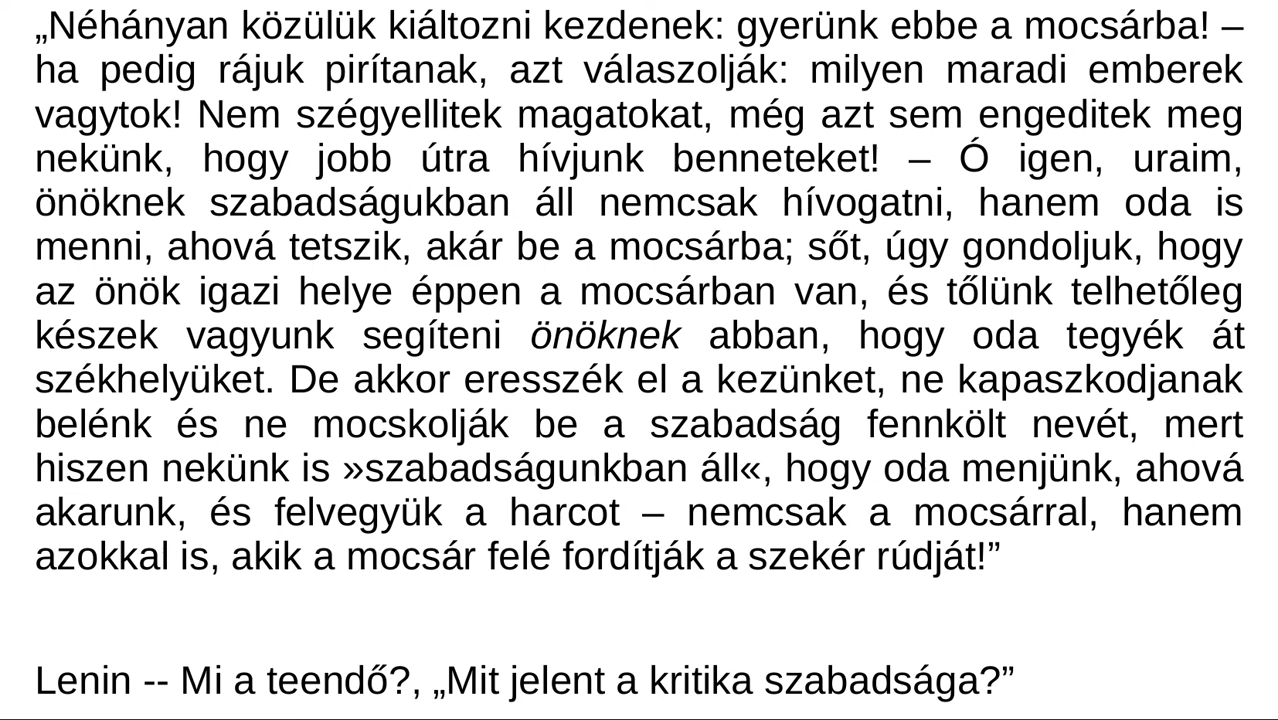 „Néhányan közülük kiáltozni kezdenek: gyerünk ebbe a mocsárba! –
ha pedig rájuk pirítanak, azt válaszolják: milyen maradi emberek
vagytok! Nem szégyellitek magatokat, még azt sem engeditek meg
nekünk, hogy jobb útra hívjunk benneteket! – Ó igen, uraim,
önöknek szabadságukban áll nemcsak hívogatni, hanem oda is
menni, ahová tetszik, akár be a mocsárba; sőt, úgy gondoljuk, hogy
az önök igazi helye éppen a mocsárban van, és tőlünk telhetőleg
készek vagyunk segíteni önöknek abban, hogy oda tegyék át
székhelyüket. De akkor eresszék el a kezünket, ne kapaszkodjanak
belénk és ne mocskolják be a szabadság fennkölt nevét, mert
hiszen nekünk is »szabadságunkban áll«, hogy oda menjünk, ahová
akarunk, és felvegyük a harcot – nemcsak a mocsárral, hanem
azokkal is, akik a mocsár felé fordítják a szekér rúdját!”
Lenin -- Mi a teendő?, „Mit jelent a kritika szabadsága?”